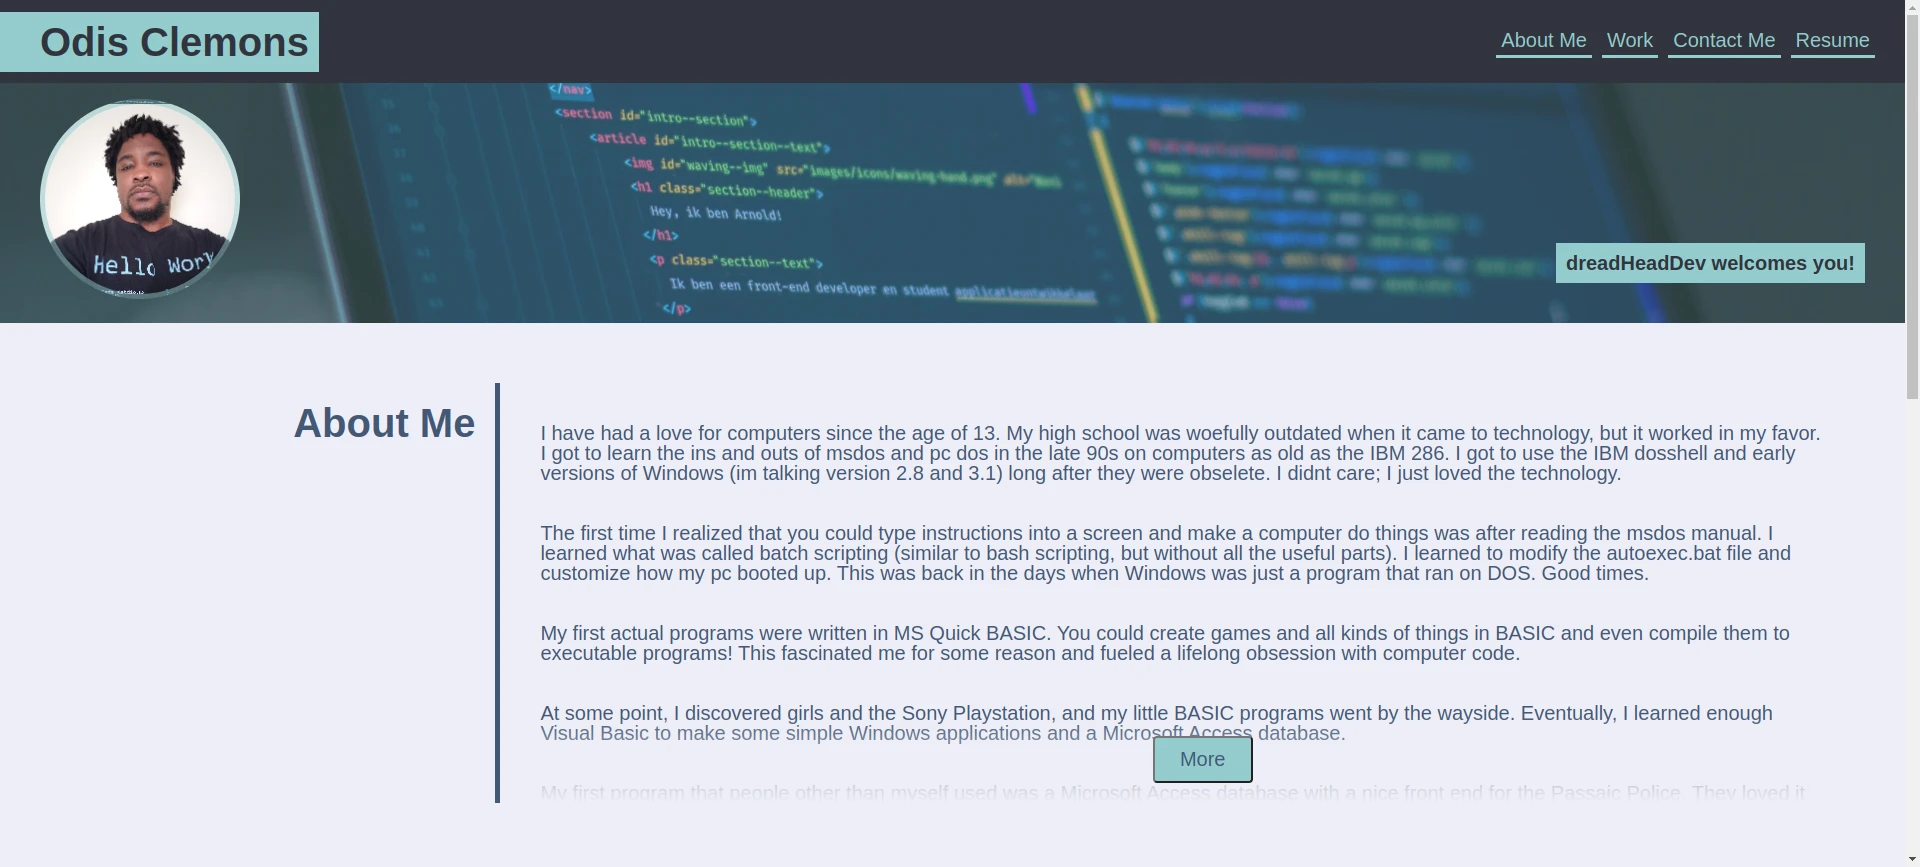 Odis Clemons
About Me Work Contact Me Resume
</nav>
<section id="intro--section">
<article id="intro--section--text">
<img id="waving--img" src="images/icons/waving-hand.png"
<h1 class="section--header">
Hey, ik ben Arnold!
</h1>
<p class="section--text">
Ik ben een front-end developer en student applicatieontwikkelaar
</p>
Hello Worl
dreadHeadDev welcomes you!
About Me
I have had a love for computers since the age of 13. My high school was woefully outdated when it came to technology, but it worked in my favor.
I got to learn the ins and outs of msdos and pc dos in the late 90s on computers as old as the IBM 286. I got to use the IBM dosshell and early
versions of Windows (im talking version 2.8 and 3.1) long after they were obselete. I didnt care; I just loved the technology.
The first time I realized that you could type instructions into a screen and make a computer do things was after reading the msdos manual. I
learned what was called batch scripting (similar to bash scripting, but without all the useful parts). I learned to modify the autoexec.bat file and
customize how my pc booted up. This was back in the days when Windows was just a program that ran on DOS. Good times.
My first actual programs were written in MS Quick BASIC. You could create games and all kinds of things in BASIC and even compile them to
executable programs! This fascinated me for some reason and fueled a lifelong obsession with computer code.
At some point, I discovered girls and the Sony Playstation, and my little BASIC programs went by the wayside. Eventually, I learned enough
Visual Basic to make some simple Windows applications and a Microsoft Access database.
More
My first program that people other than myself used was a Microsoft Access database with a nice front end for the Passaic Police. They loved it